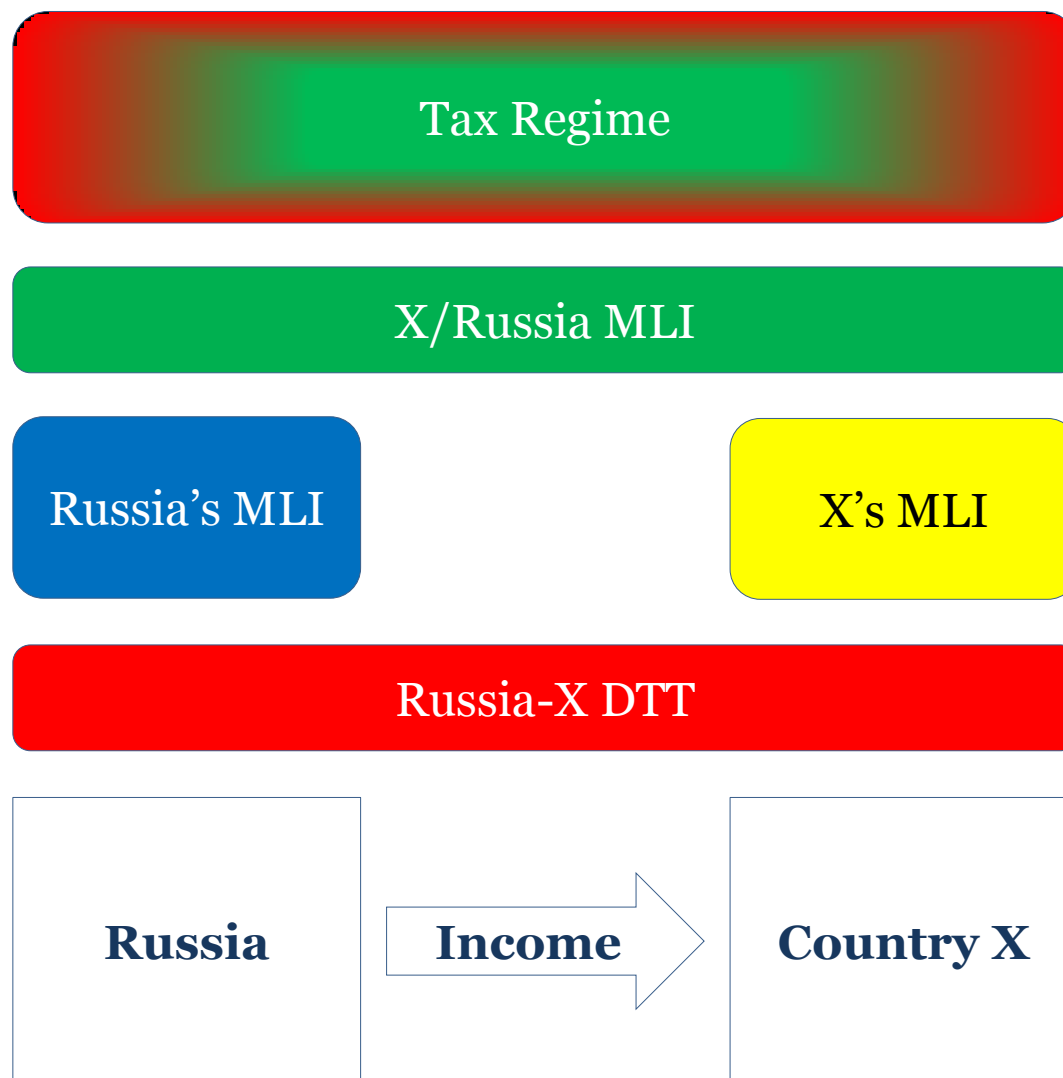 Tax Regime
X/Russia MLI
Russia’s MLI
X’s MLI
Russia-X DTT
Russia
Income
Country X